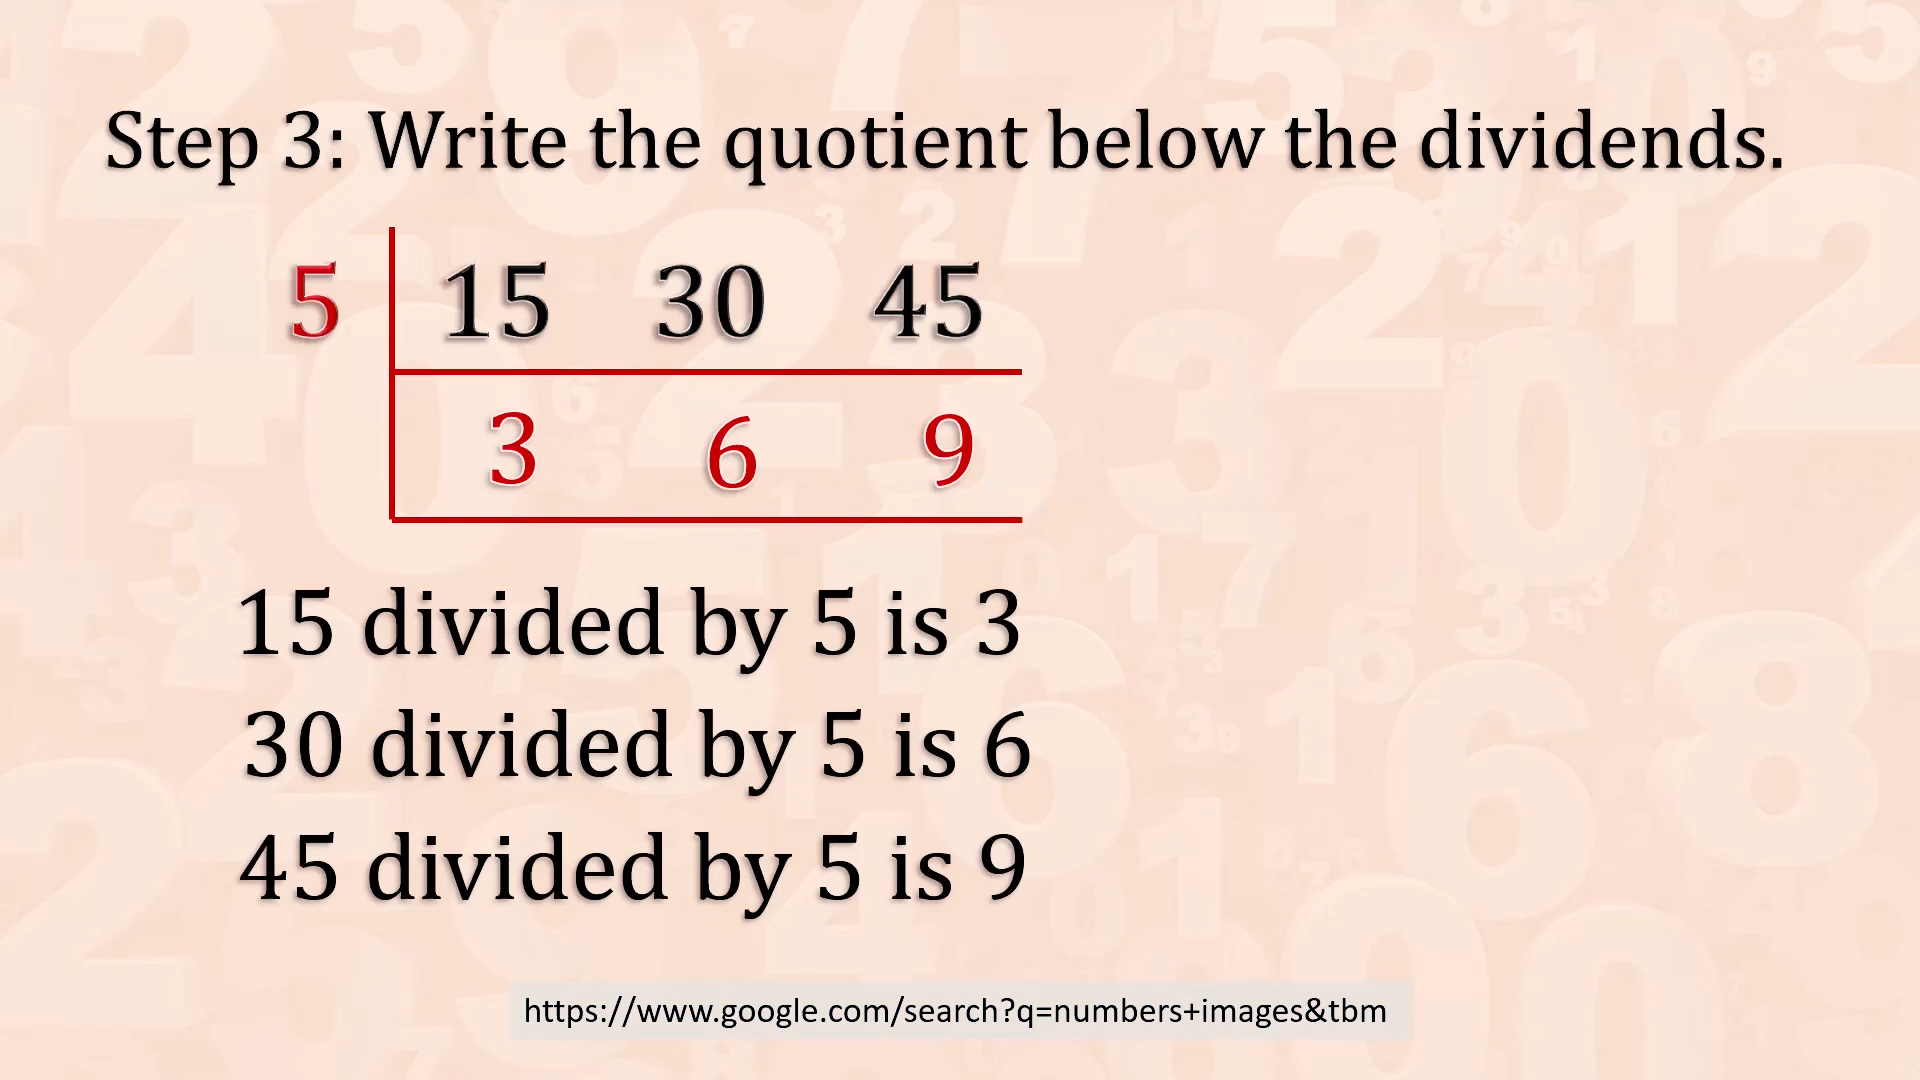 Step 3: Write the quotient below the dividends.
5 15 30 45
3 6 9
15 divided by 5 is 3
30 divided by 5 is 6
45 divided by 5 is 9
https://www.google.com/search?q=numbers+images&tbm